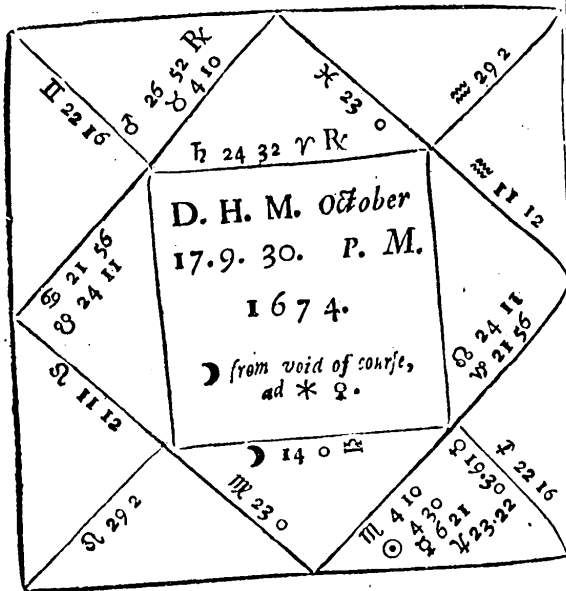 ♊ 22 16
♂ 26 52 ℞
♉ 4 10
♄ 24 32 ♈ ℞
♓ 23 0
♒ 29 2
♒ 11 12
☊ 24 11
♑ 21 56
♋ 21 56
☋ 24 11
♌ 11 12
♌ 29 2
♍ 23 0
☽ 14 0 ♎
♏ 4 10
☉ 4 30
☿ 6 21
♃ 23.22
♀ 19.30
♐ 22 16
D. H. M. October
17.9. 30. P. M.
1674.
☽ from void of courſe,
ad ⚹ ♀.